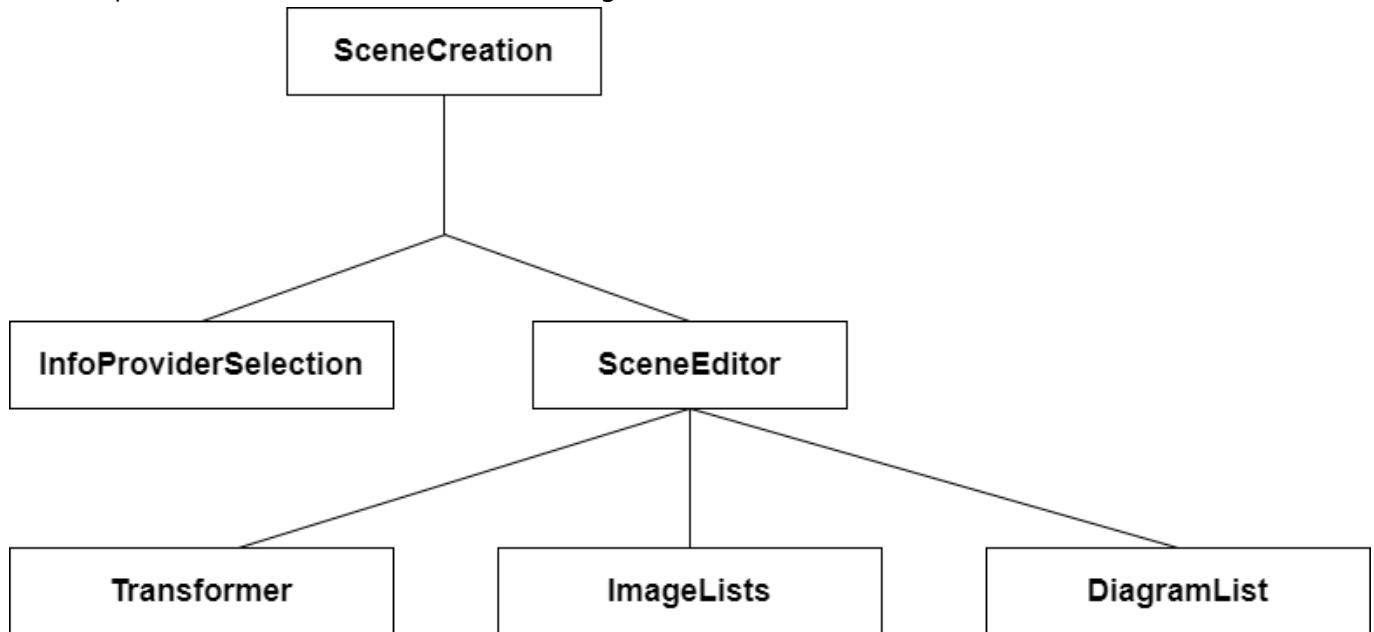 SceneCreation
InfoProviderSelection
SceneEditor
Transformer
ImageLists
DiagramList